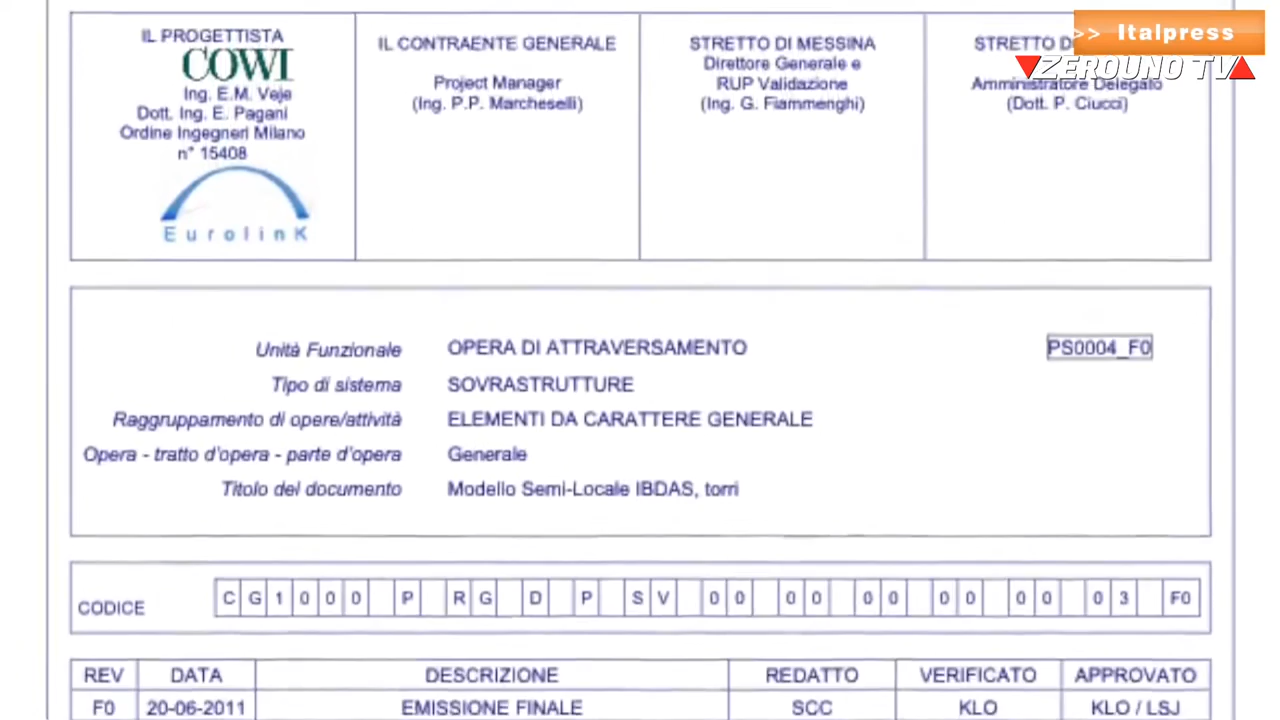 >> Italpress
ZEROUNO TV
IL PROGETTISTA
COWI
Ing. E.M. Veje
Dott. Ing. E. Pagani
Ordine Ingegneri Milano
n° 15408
EurolinK
IL CONTRAENTE GENERALE
Project Manager
(Ing. P.P. Marcheselli)
STRETTO DI MESSINA
Direttore Generale e
RUP Validazione
(Ing. G. Fiammenghi)
STRETTO D
Amministratore Delegato
(Dott. P. Ciucci)
Unità Funzionale OPERA DI ATTRAVERSAMENTO PS0004_F0
Tipo di sistema SOVRASTRUTTURE
Raggruppamento di opere/attività ELEMENTI DA CARATTERE GENERALE
Opera - tratto d'opera - parte d'opera Generale
Titolo del documento Modello Semi-Locale IBDAS, torri
CODICE C G 1 0 0 0 P R G D P S V 0 0 0 0 0 0 0 0 0 0 0 3 F0
REV DATA DESCRIZIONE REDATTO VERIFICATO APPROVATO
F0 20-06-2011 EMISSIONE FINALE SCC KLO KLO / LSJ